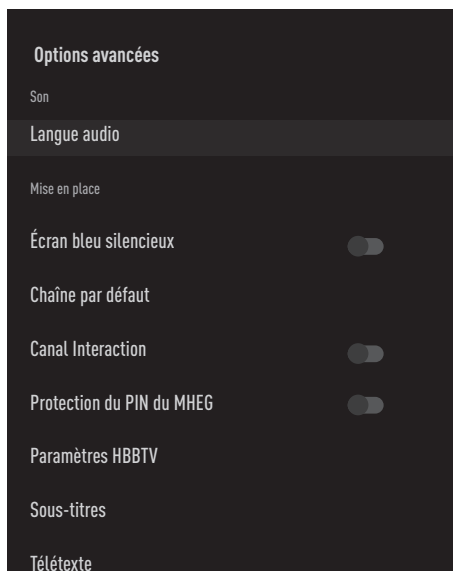 Options avancées
Son
Langue audio
Mise en place
Écran bleu silencieux
Chaîne par défaut
Canal Interaction
Protection du PIN du MHEG
Paramètres HBBTV
Sous-titres
Télétexte